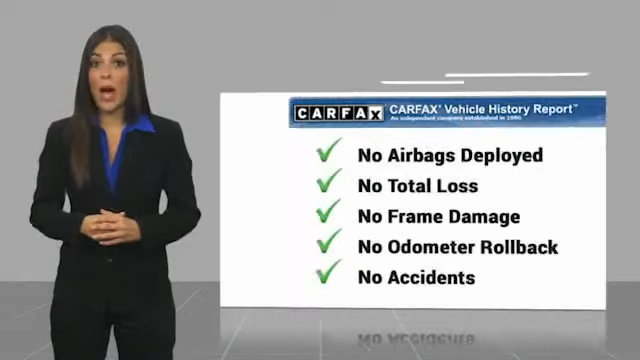 CARFAX CARFAX® Vehicle History Report™
An independent company established in 1986
No Airbags Deployed
No Total Loss
No Frame Damage
No Odometer Rollback
No Accidents